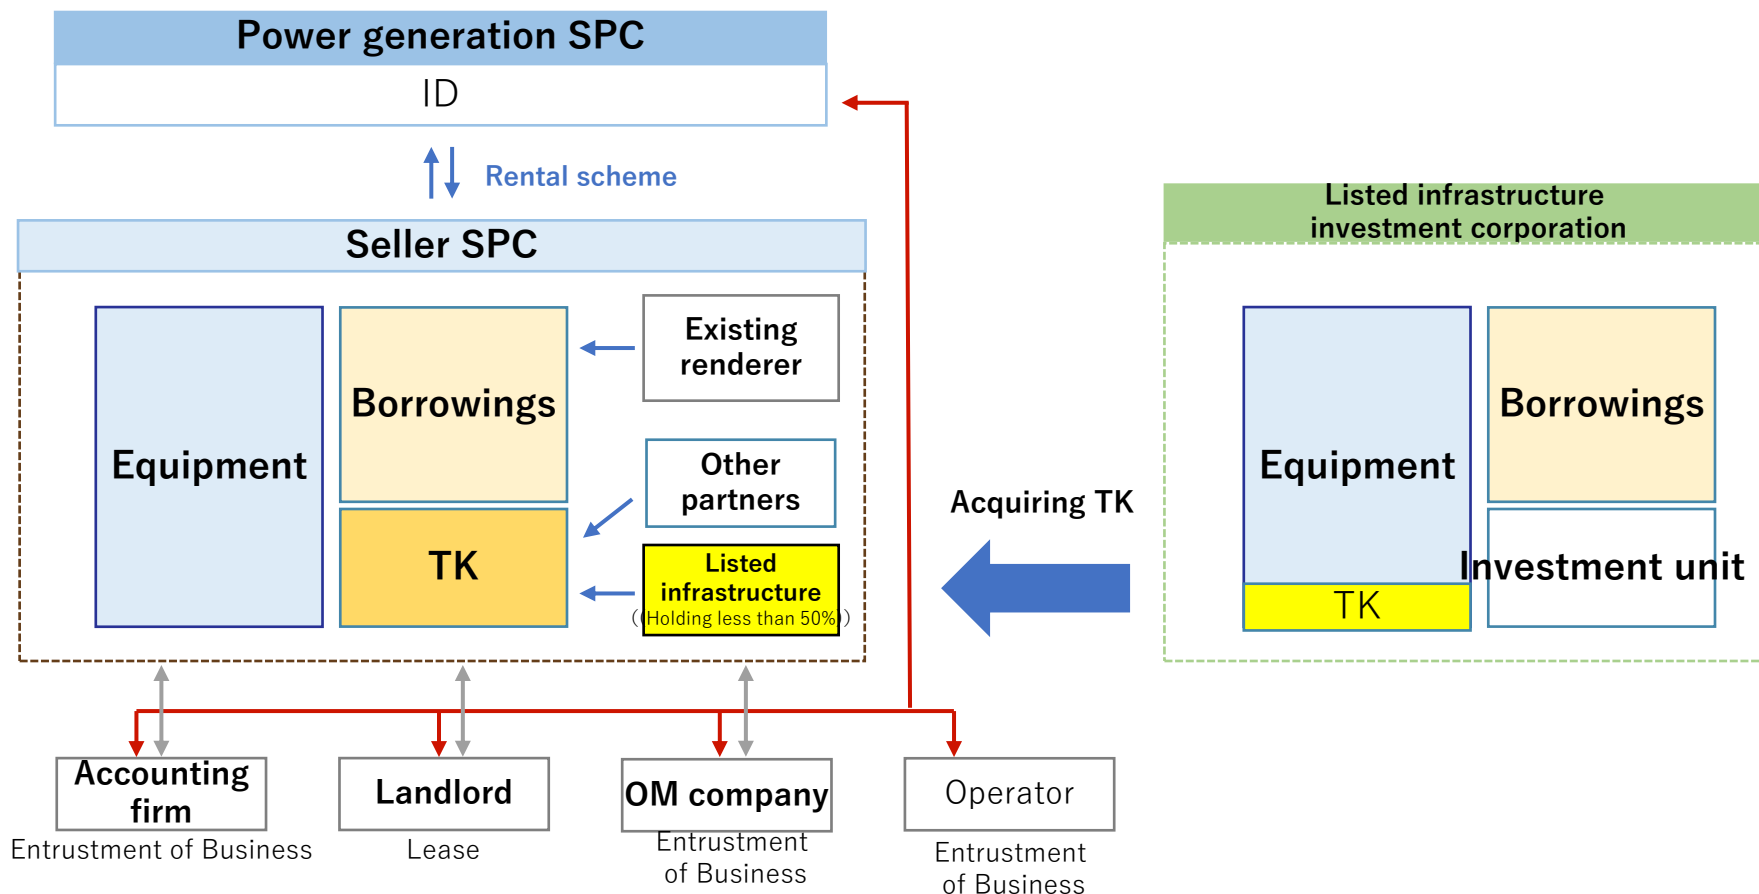 Power generation SPC
ID
Rental scheme
Seller SPC
Equipment
Borrowings
TK
Existing
renderer
Other
partners
Listed
infrastructure
((Holding less than 50%))
Acquiring TK
Listed infrastructure
investment corporation
Equipment
TK
Borrowings
Investment unit
Accounting
firm
Entrustment of Business
Landlord
Lease
OM company
Entrustment
of Business
Operator
Entrustment
of Business